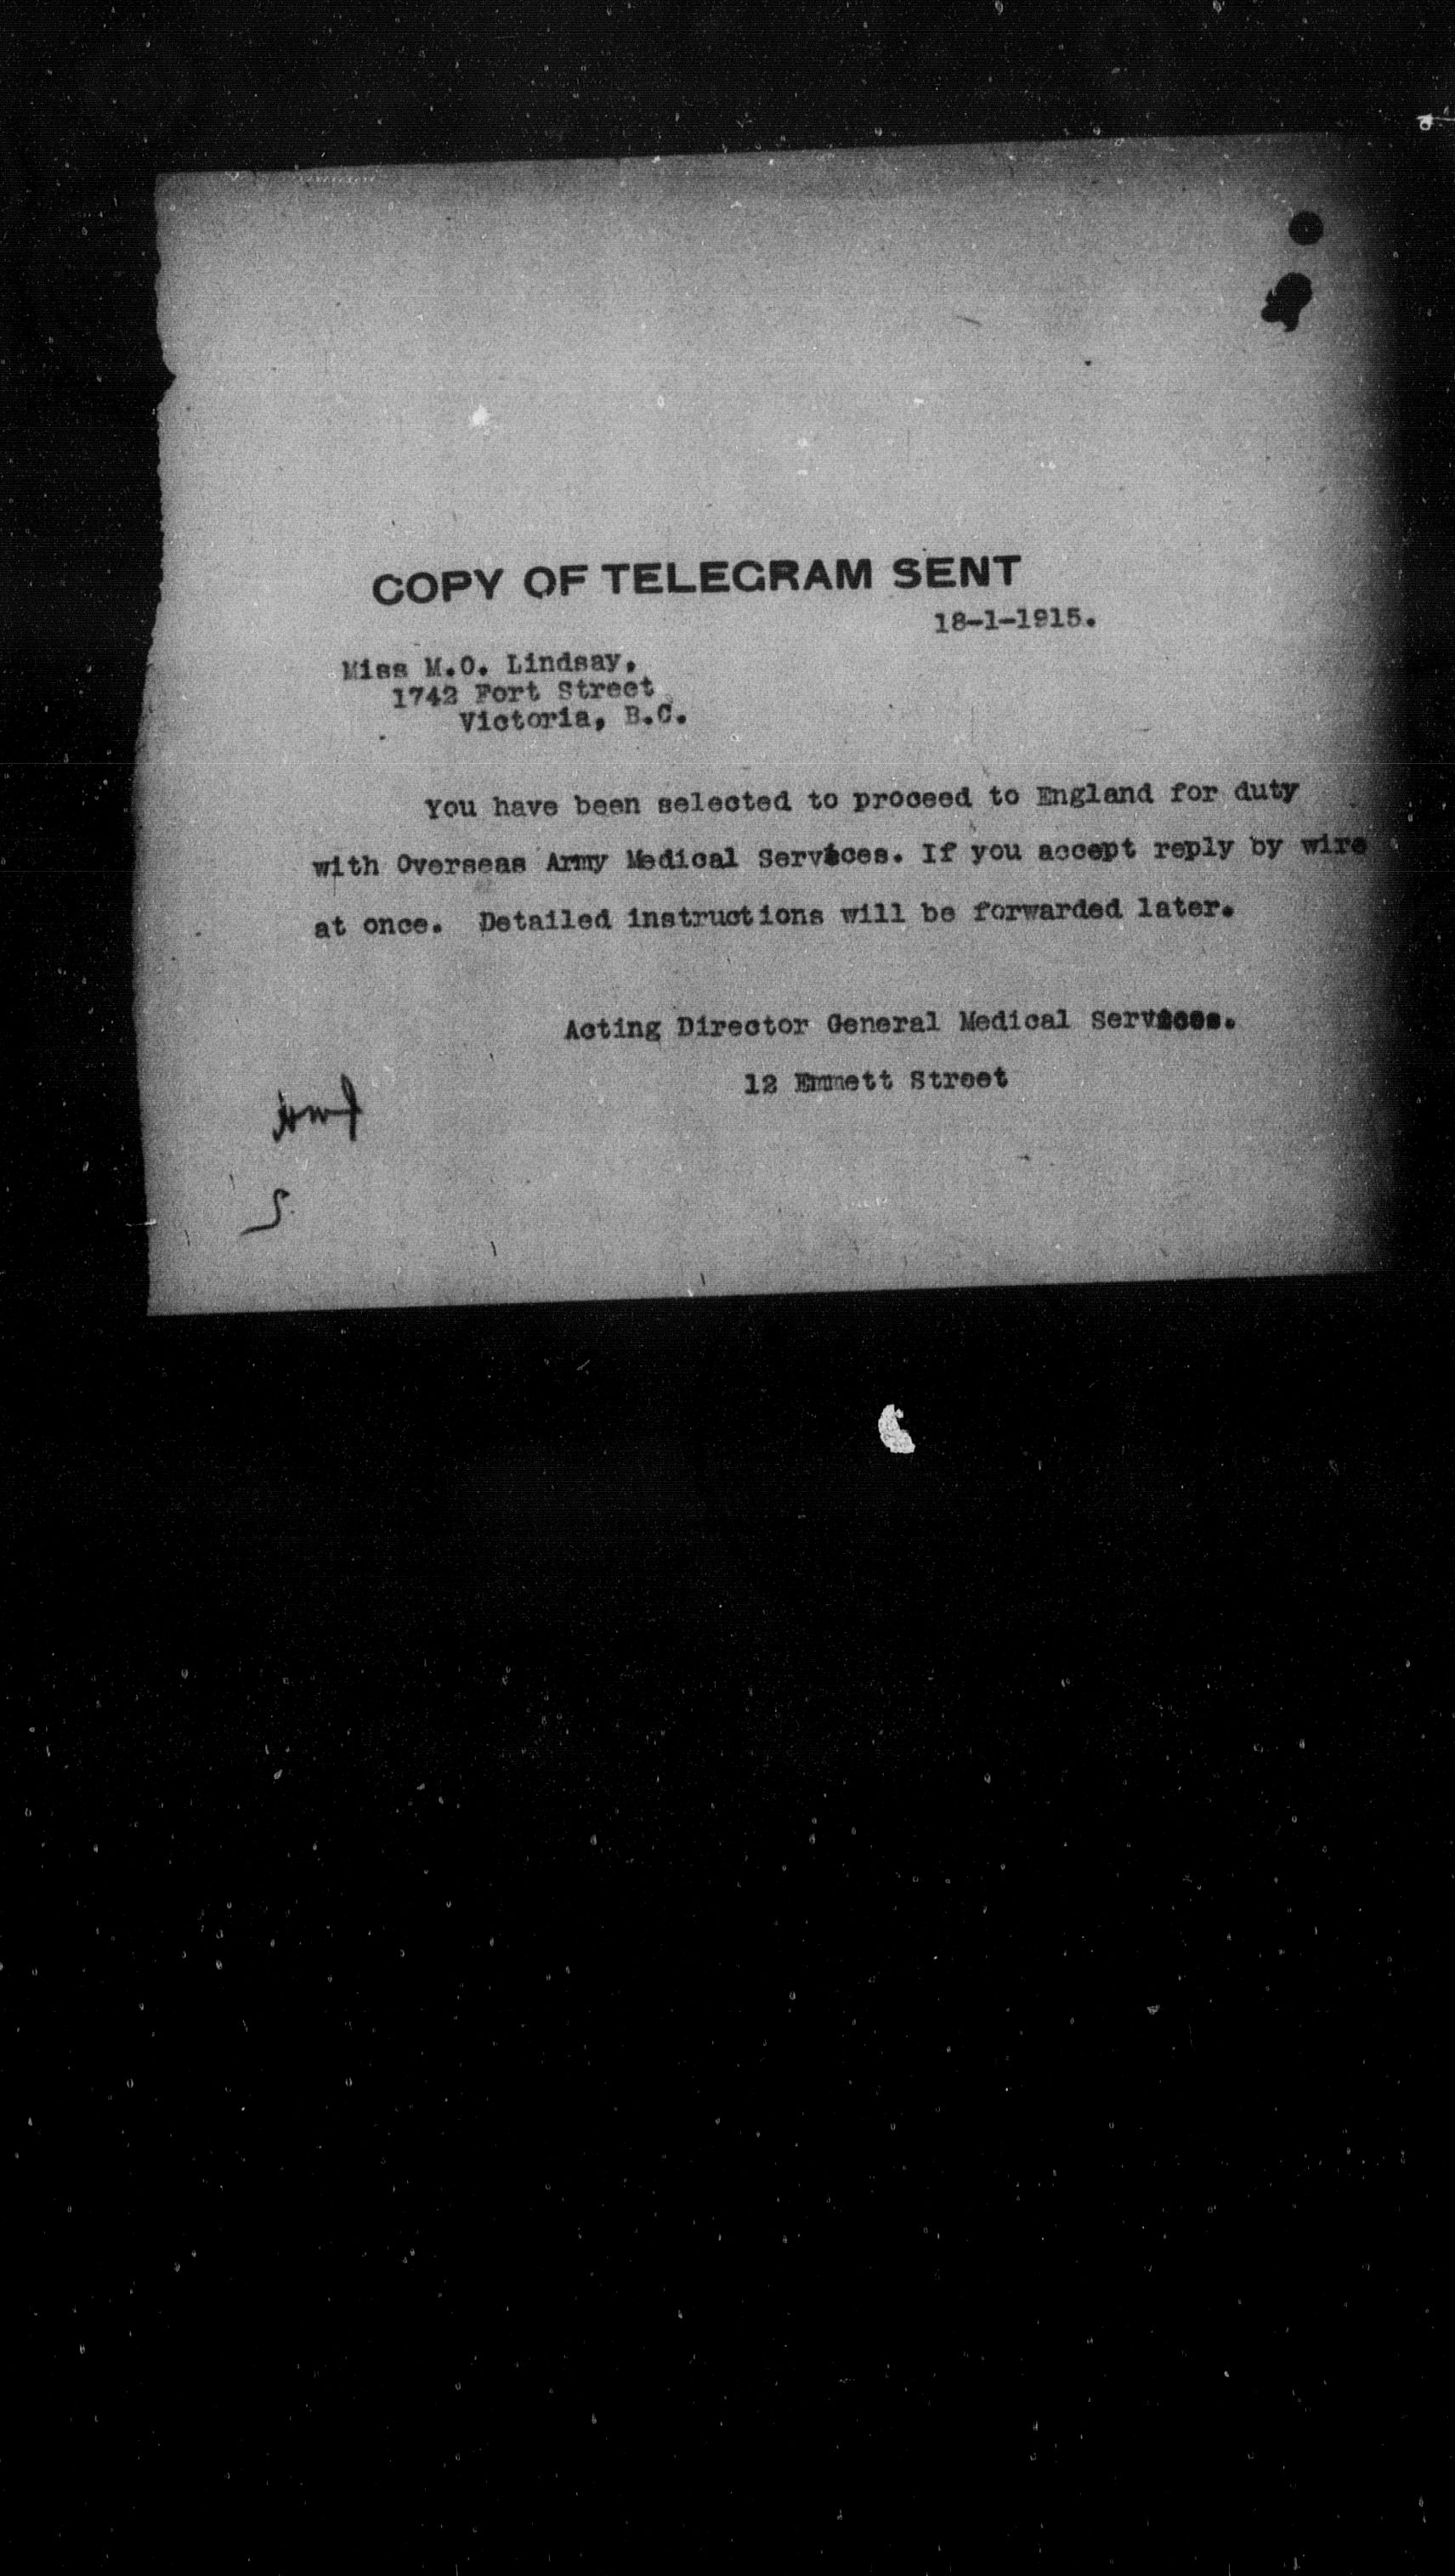 COPY OF TELEGRAM SENT
18-1-1915.
Miss M.O. Lindsay,
1742 Fort Street
Victoria, B.C.
You have been selected to proceed to England for duty
with Overseas Army Medical Services. If you accept reply by wire
at once. Detailed instructions will be forwarded later.
Acting Director General Medical Services.
12 Emmett Street